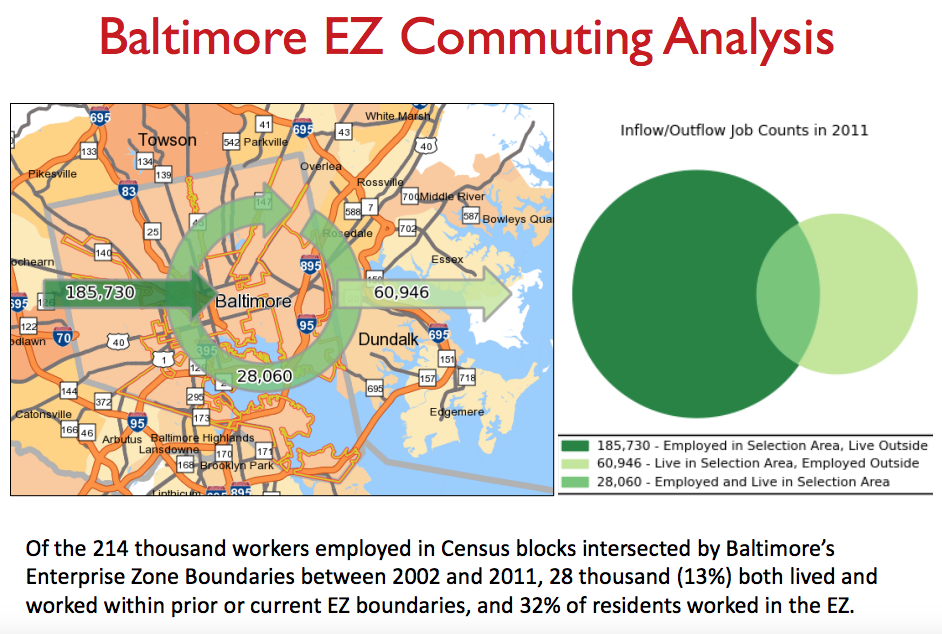 Baltimore EZ Commuting Analysis
695
41
695
43
White Marsh
133
Towson
542
Parkville
40
134
Pikesville
139
Overlea
83
Rossville
700
Middle River
147
45
588
7
587
Bowleys Qua
25
Rosedale
702
140
ochearn
895
Essex
150
185,730
60,946
695
Baltimore
122
95
odlawn
70
40
Dundalk
695
1
395
151
28,060
157
718
144
695
372
295
Catonsville
173
Edgemere
166
46
95
Arbutus
Baltimore Highlands
Lansdowne
170
171
168
Brooklyn Park
Linthicum
895
Inflow/Outflow Job Counts in 2011
185,730 - Employed in Selection Area, Live Outside
60,946 - Live in Selection Area, Employed Outside
28,060 - Employed and Live in Selection Area
Of the 214 thousand workers employed in Census blocks intersected by Baltimore’s
Enterprise Zone Boundaries between 2002 and 2011, 28 thousand (13%) both lived and
worked within prior or current EZ boundaries, and 32% of residents worked in the EZ.